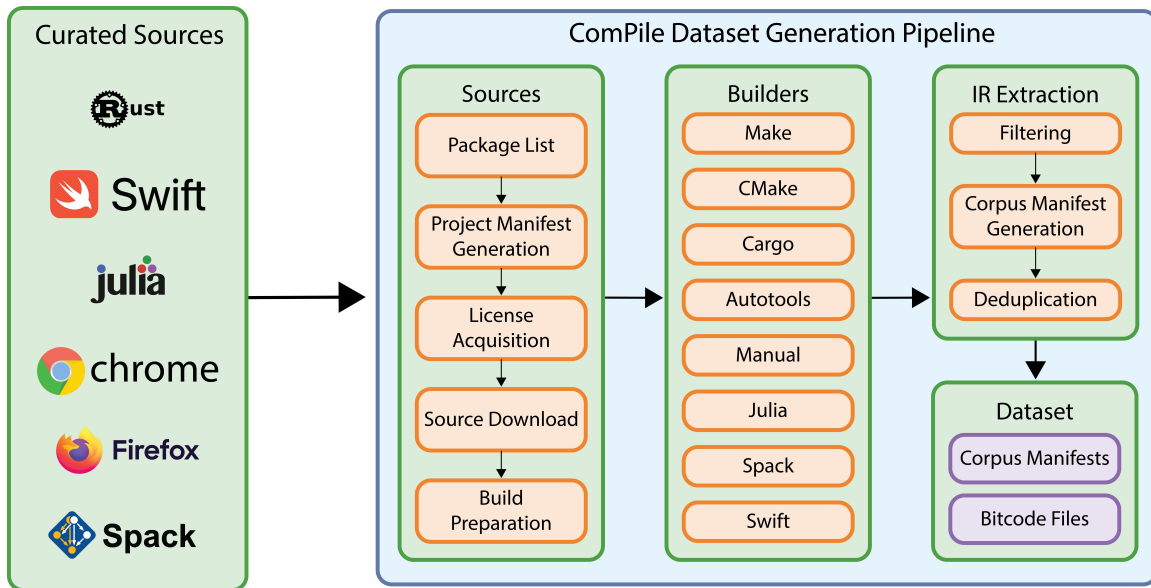 Curated Sources
Rust
Swift
julia
chrome
Firefox
Spack
ComPile Dataset Generation Pipeline
Sources
Package List
Project Manifest
Generation
License
Acquisition
Source Download
Build
Preparation
Builders
Make
CMake
Cargo
Autotools
Manual
Julia
Spack
Swift
IR Extraction
Filtering
Corpus Manifest
Generation
Deduplication
Dataset
Corpus Manifests
Bitcode Files